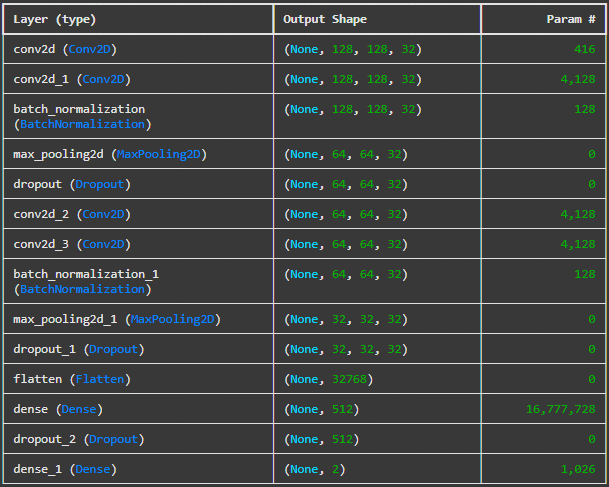 Layer (type) Output Shape Param #
conv2d (Conv2D) (None, 128, 128, 32) 416
conv2d_1 (Conv2D) (None, 128, 128, 32) 4,128
batch_normalization (None, 128, 128, 32) 128
(BatchNormalization)
max_pooling2d (MaxPooling2D) (None, 64, 64, 32) 0
dropout (Dropout) (None, 64, 64, 32) 0
conv2d_2 (Conv2D) (None, 64, 64, 32) 4,128
conv2d_3 (Conv2D) (None, 64, 64, 32) 4,128
batch_normalization_1 (None, 64, 64, 32) 128
(BatchNormalization)
max_pooling2d_1 (MaxPooling2D) (None, 32, 32, 32) 0
dropout_1 (Dropout) (None, 32, 32, 32) 0
flatten (Flatten) (None, 32768) 0
dense (Dense) (None, 512) 16,777,728
dropout_2 (Dropout) (None, 512) 0
dense_1 (Dense) (None, 2) 1,026